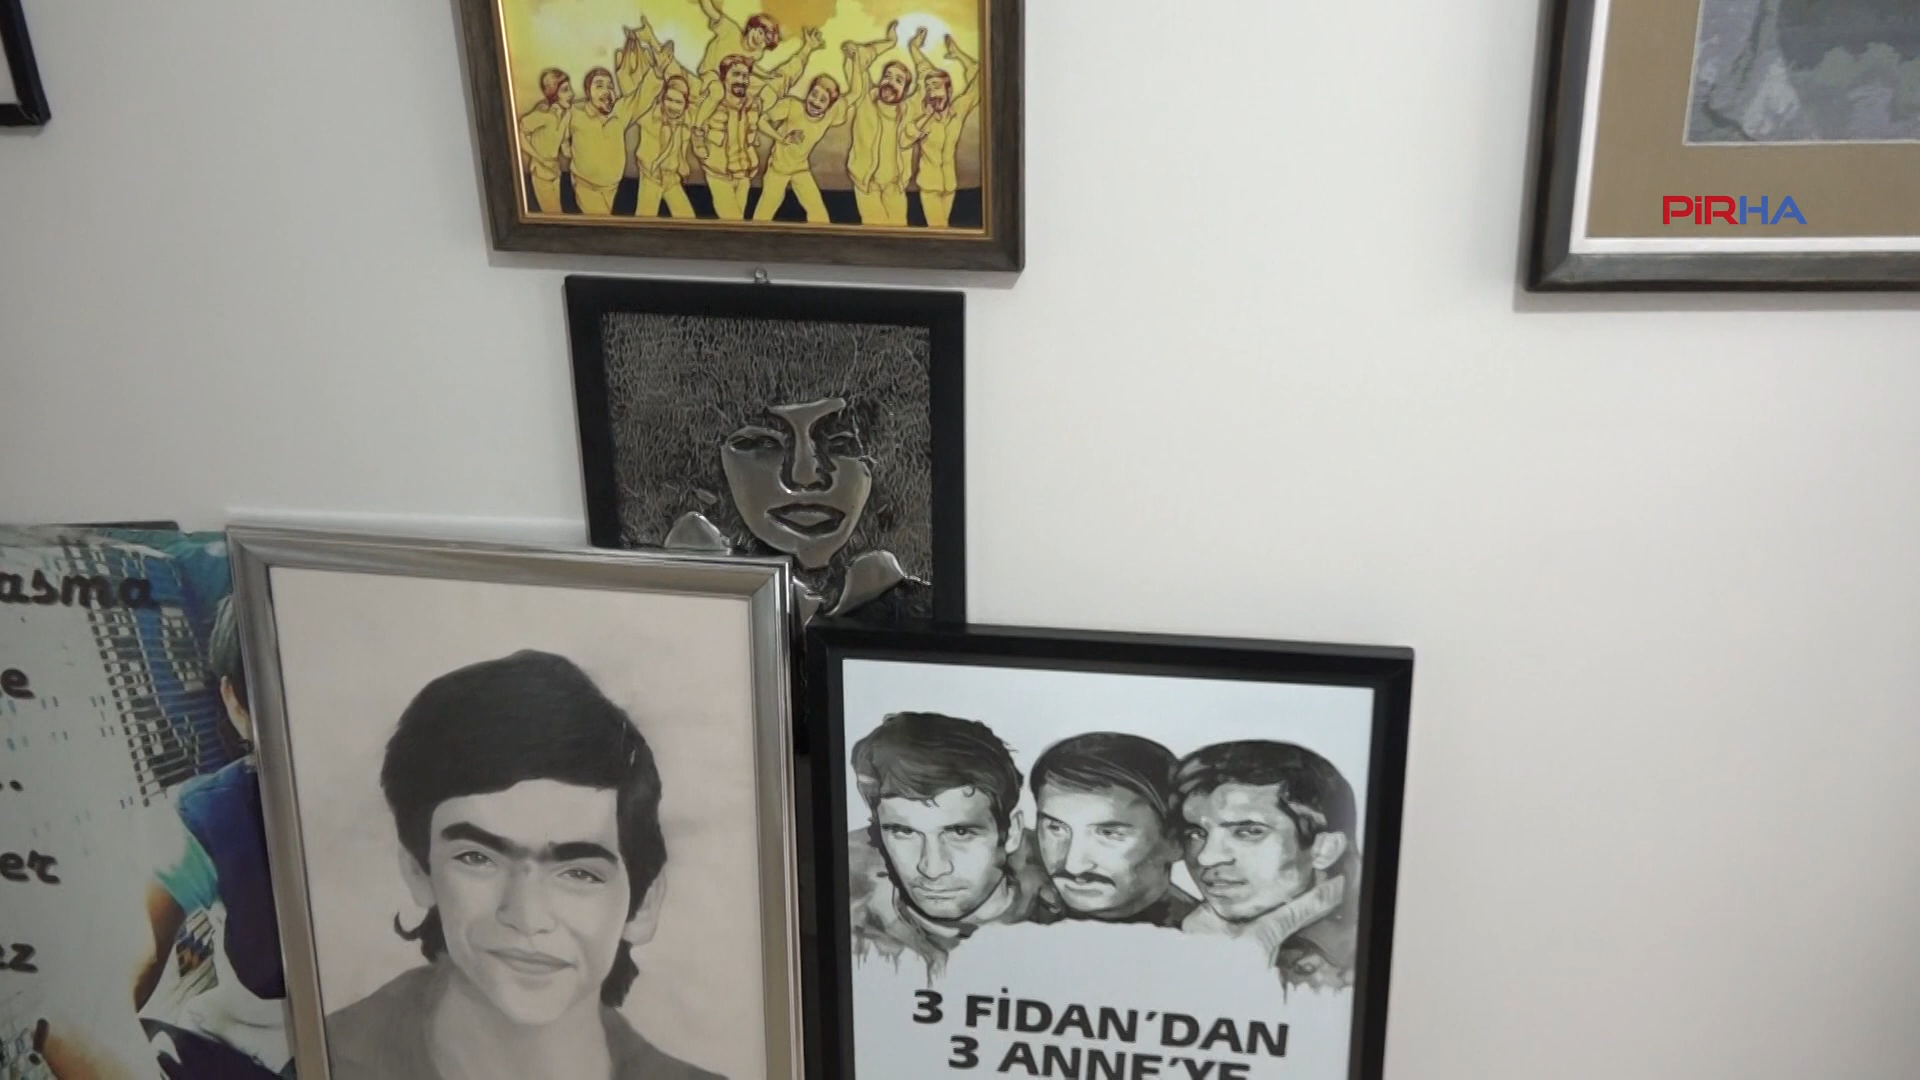 PİRHA
asma
e
..
er
ez
3 FİDAN'DAN
3 ANNE'YE